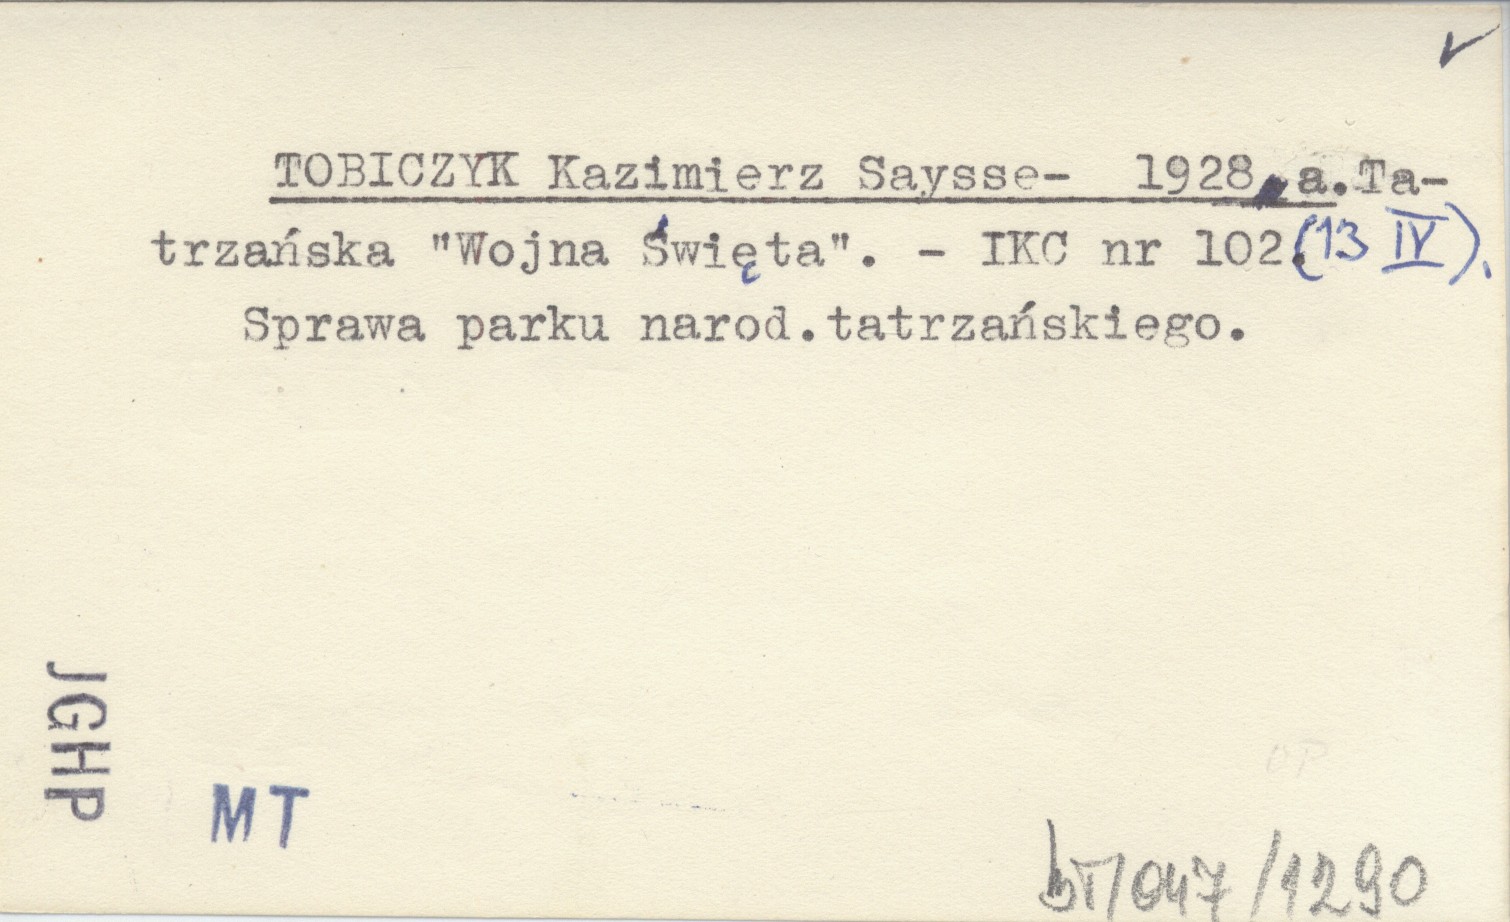 TOBICZYK Kazimierz Saysse- 1928, a.Ta-
trzańska "Wojna Święta". - IKC nr 102.(13 IV).
Sprawa parku narod.tatrzańskiego.
JGHP
MT
/047/1290